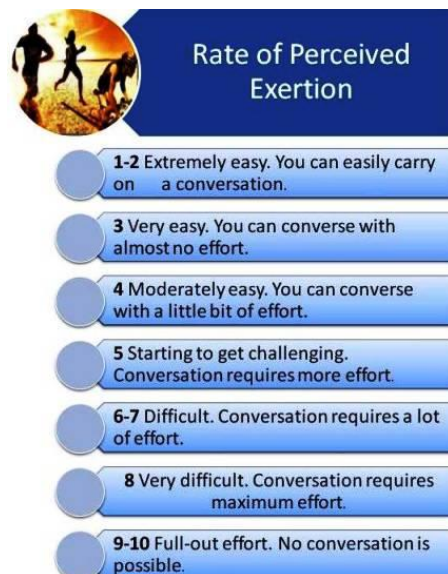 Rate of Perceived
Exertion
1-2 Extremely easy. You can easily carry
on a conversation.
3 Very easy. You can converse with
almost no effort.
4 Moderately easy. You can converse
with a little bit of effort.
5 Starting to get challenging.
Conversation requires more effort.
6-7 Difficult. Conversation requires a lot
of effort.
8 Very difficult. Conversation requires
maximum effort.
9-10 Full-out effort. No conversation is
possible.